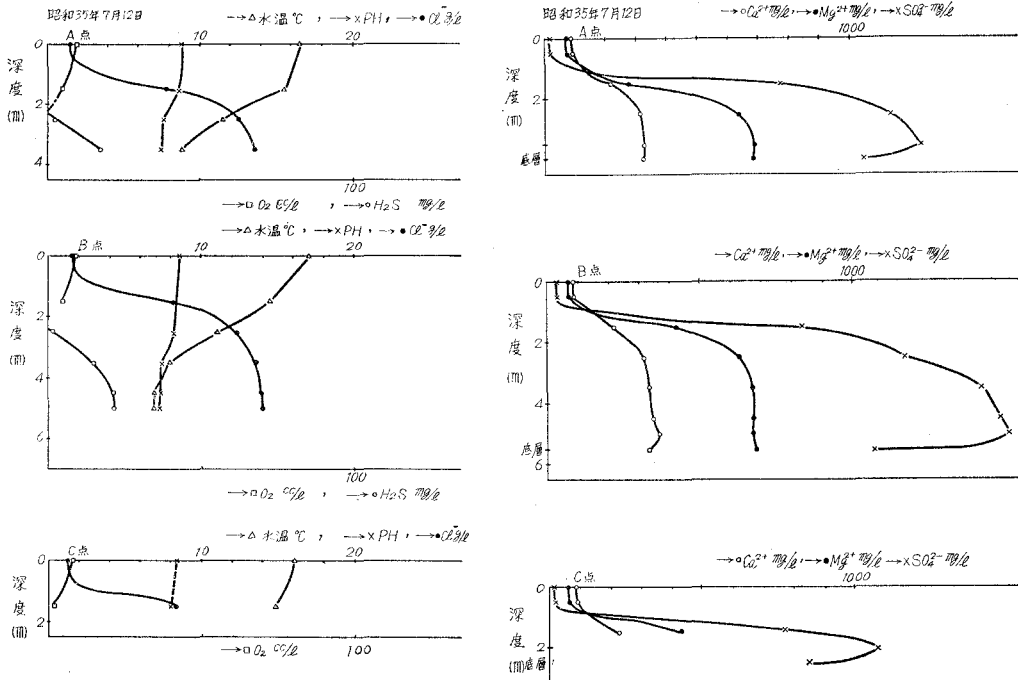 昭和35年7月12日
→△水温℃, →×PH, →●Cl⁻g/l
A点
10
20
0
2
4
深度(m)
100
→□O₂ cc/l , →○H₂S mg/l
→△水温℃, →×PH, →●Cl⁻g/l
B点
10
20
0
2
4
6
深度(m)
100
→□O₂ cc/l , →○H₂S mg/l
→△水温℃ , →×PH , →●Cl⁻g/l
C点
10
20
0
2
深度(m)
→□O₂ cc/l
100
昭和35年7月12日
→○Ca²⁺mg/l, →●Mg²⁺mg/l, →×SO₄²⁻mg/l
A点
1000
0
2
底層
深度(m)
→Ca²⁺mg/l, →●Mg²⁺mg/l, →×SO₄²⁻mg/l
B点
1000
0
2
4
底層
6
深度(m)
→○Ca²⁺mg/l, →●Mg²⁺mg/l →×SO₄²⁻mg/l
C点
1000
0
2
底層
深度(m)